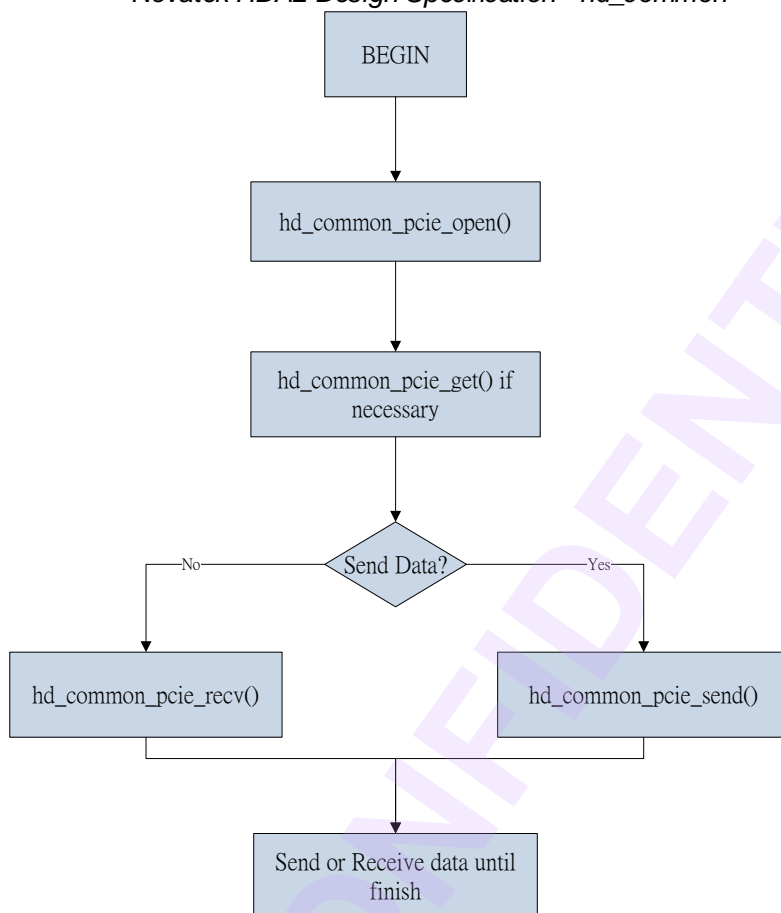 Novatek HDAL Design Specification - hd_common
BEGIN
hd_common_pcie_open()
hd_common_pcie_get() if
necessary
Send Data?
No
Yes
hd_common_pcie_recv()
hd_common_pcie_send()
Send or Receive data until
finish
CONFIDENT